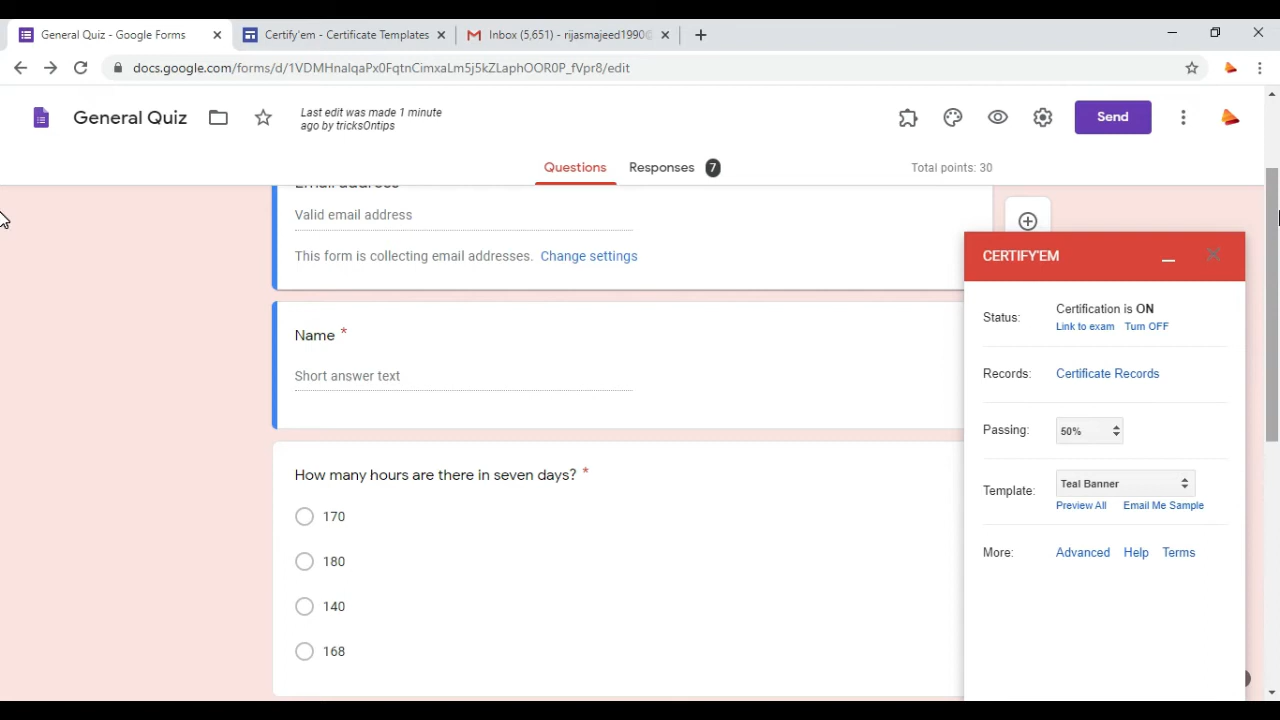 General Quiz - Google Forms
Certify'em - Certificate Templates
Inbox (5,651) - rijasmajeed1990@
docs.google.com/forms/d/1VDMHnalqaPx0FqtnCimxaLm5j5kZLaphOOR0P_fVpr8/edit
General Quiz
Last edit was made 1 minute
ago by tricksOntips
Send
Questions
Responses 7
Total points: 30
Email address
Valid email address
This form is collecting email addresses. Change settings
Name *
Short answer text
How many hours are there in seven days? *
170
180
140
168
CERTIFY'EM
Status:
Certification is ON
Link to exam Turn OFF
Records: Certificate Records
Passing: 50%
Template: Teal Banner
Preview All Email Me Sample
More: Advanced Help Terms